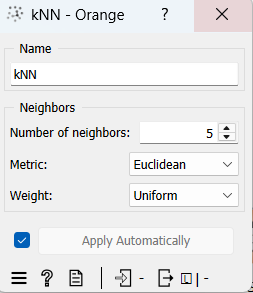 kNN - Orange ?
Name
kNN
Neighbors
Number of neighbors: 5
Metric: Euclidean
Weight: Uniform
Apply Automatically
? - | -